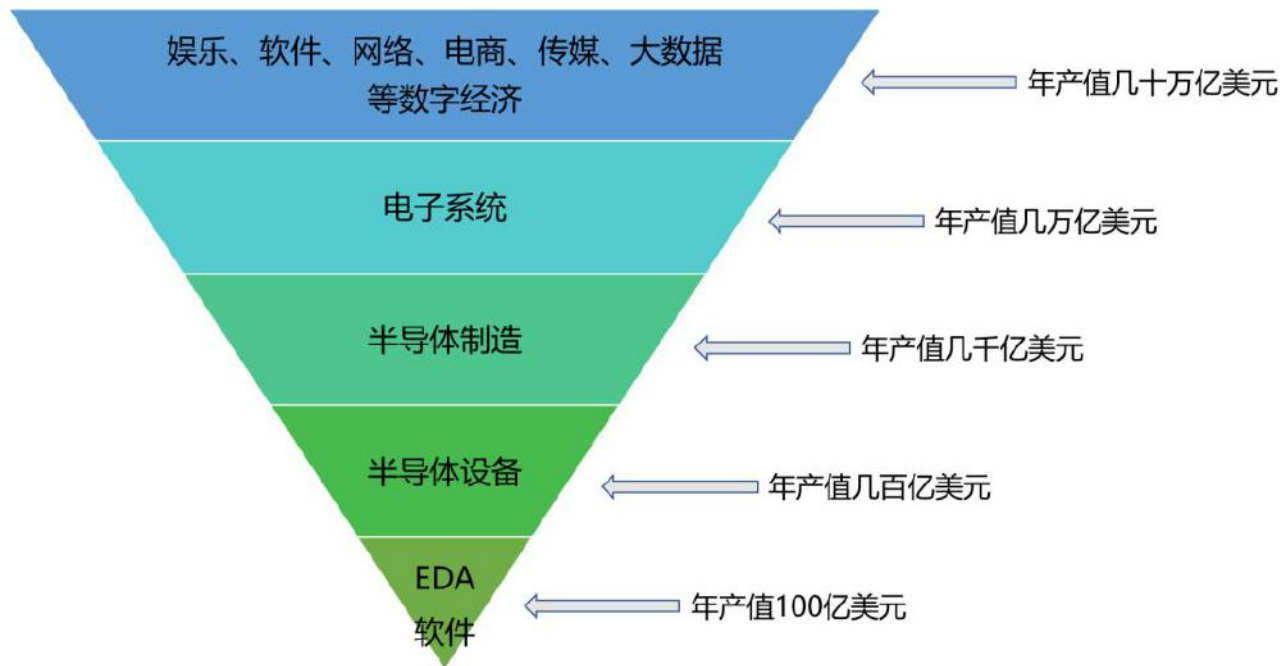 娱乐、软件、网络、电商、传媒、大数据
等数字经济
年产值几十万亿美元
电子系统
年产值几万亿美元
半导体制造
年产值几千亿美元
半导体设备
年产值几百亿美元
EDA
软件
年产值100亿美元